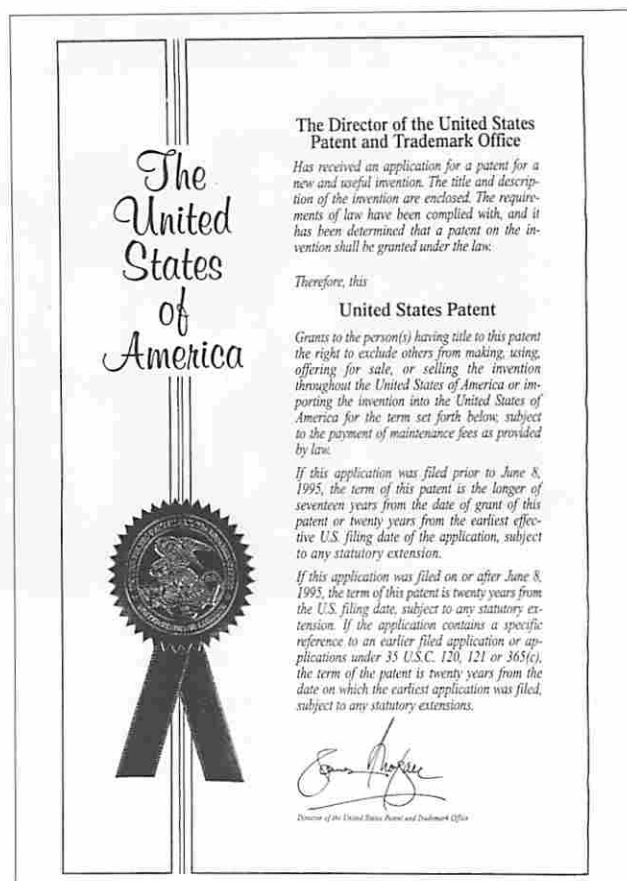 The
United
States
of
America
The Director of the United States
Patent and Trademark Office
Has received an application for a patent for a
new and useful invention. The title and descrip-
tion of the invention are enclosed. The require-
ments of law have been complied with, and it
has been determined that a patent on the in-
vention shall be granted under the law.
Therefore, this
United States Patent
Grants to the person(s) having title to this patent
the right to exclude others from making, using,
offering for sale, or selling the invention
throughout the United States of America or im-
porting the invention into the United States of
America for the term set forth below, subject
to the payment of maintenance fees as provided
by law.
If this application was filed prior to June 8,
1995, the term of this patent is the longer of
seventeen years from the date of grant of this
patent or twenty years from the earliest effec-
tive U.S. filing date of the application, subject
to any statutory extension.
If this application was filed on or after June 8,
1995, the term of this patent is twenty years from
the U.S. filing date, subject to any statutory ex-
tension. If the application contains a specific
reference to an earlier filed application or ap-
plications under 35 U.S.C. 120, 121 or 365(c),
the term of the patent is twenty years from the
date on which the earliest application was filed,
subject to any statutory extensions.
Director of the United States Patent and Trademark Office